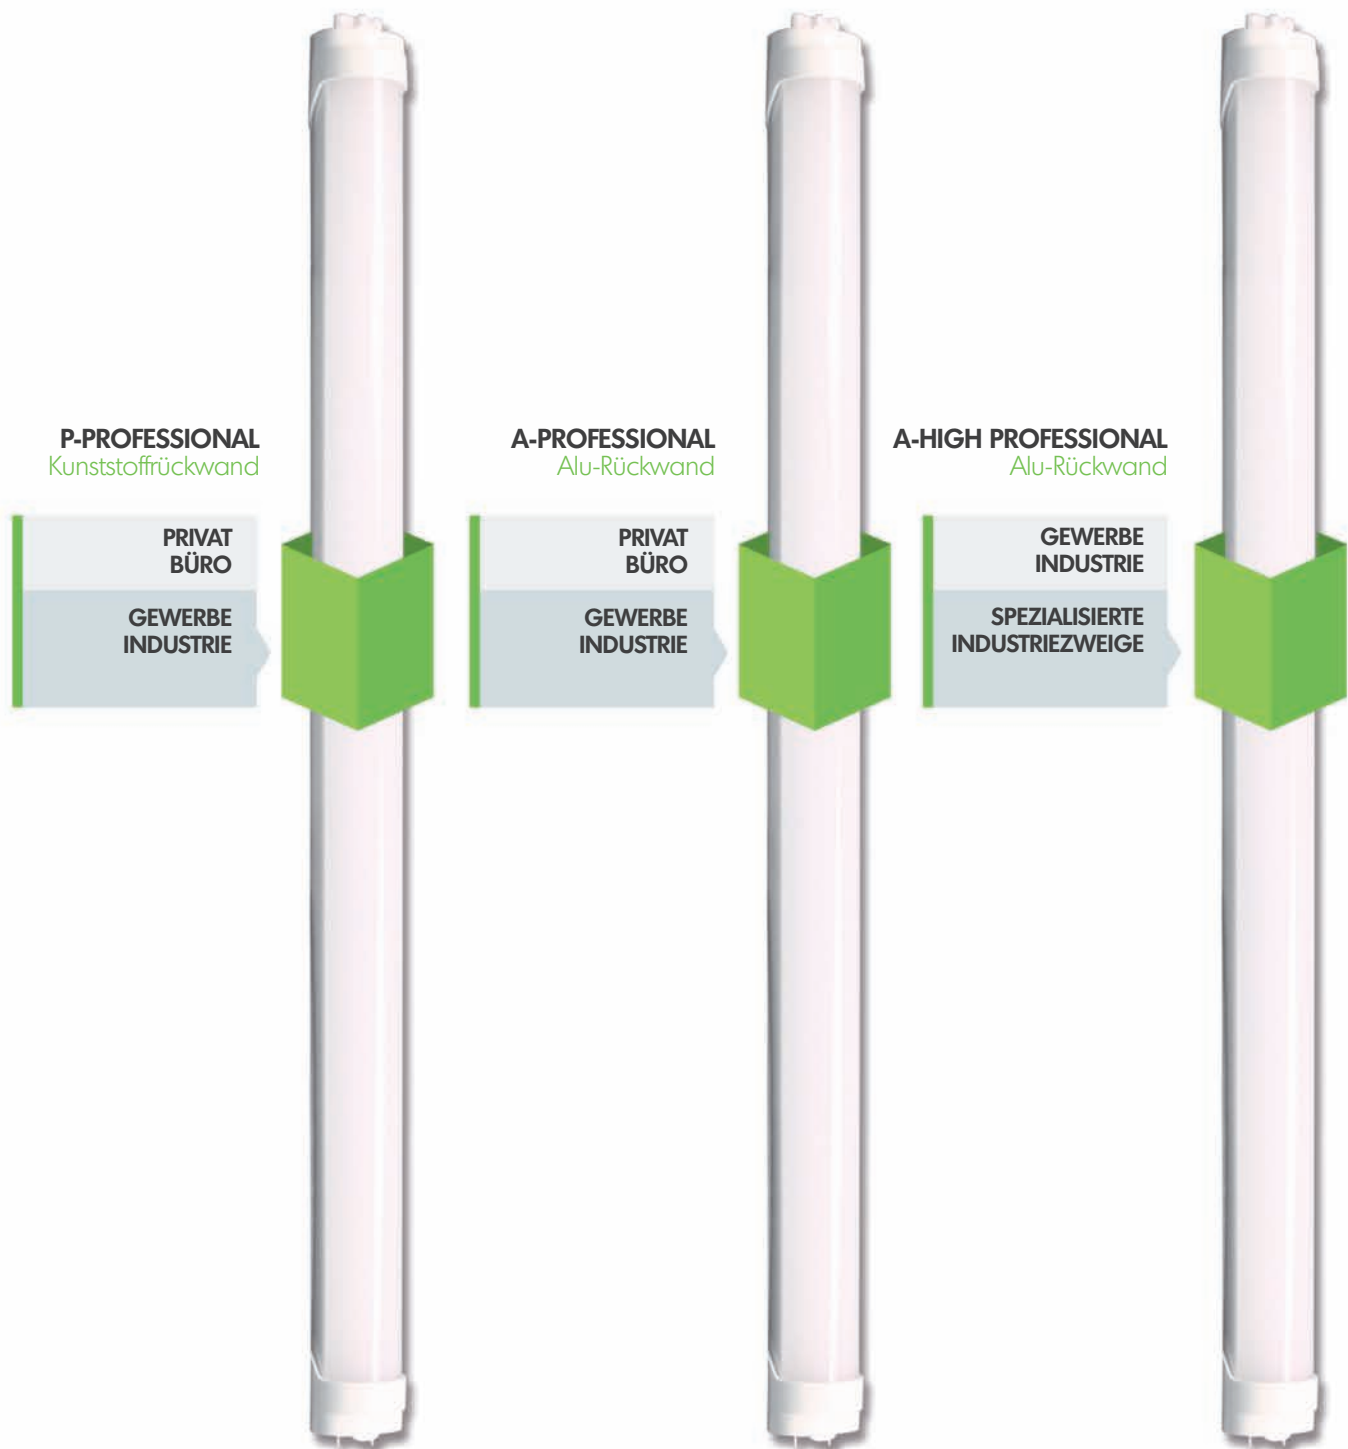 P-PROFESSIONAL
Kunststoffrückwand
PRIVAT
BÜRO
GEWERBE
INDUSTRIE
A-PROFESSIONAL
Alu-Rückwand
PRIVAT
BÜRO
GEWERBE
INDUSTRIE
A-HIGH PROFESSIONAL
Alu-Rückwand
GEWERBE
INDUSTRIE
SPEZIALISIERTE
INDUSTRIEZWEIGE